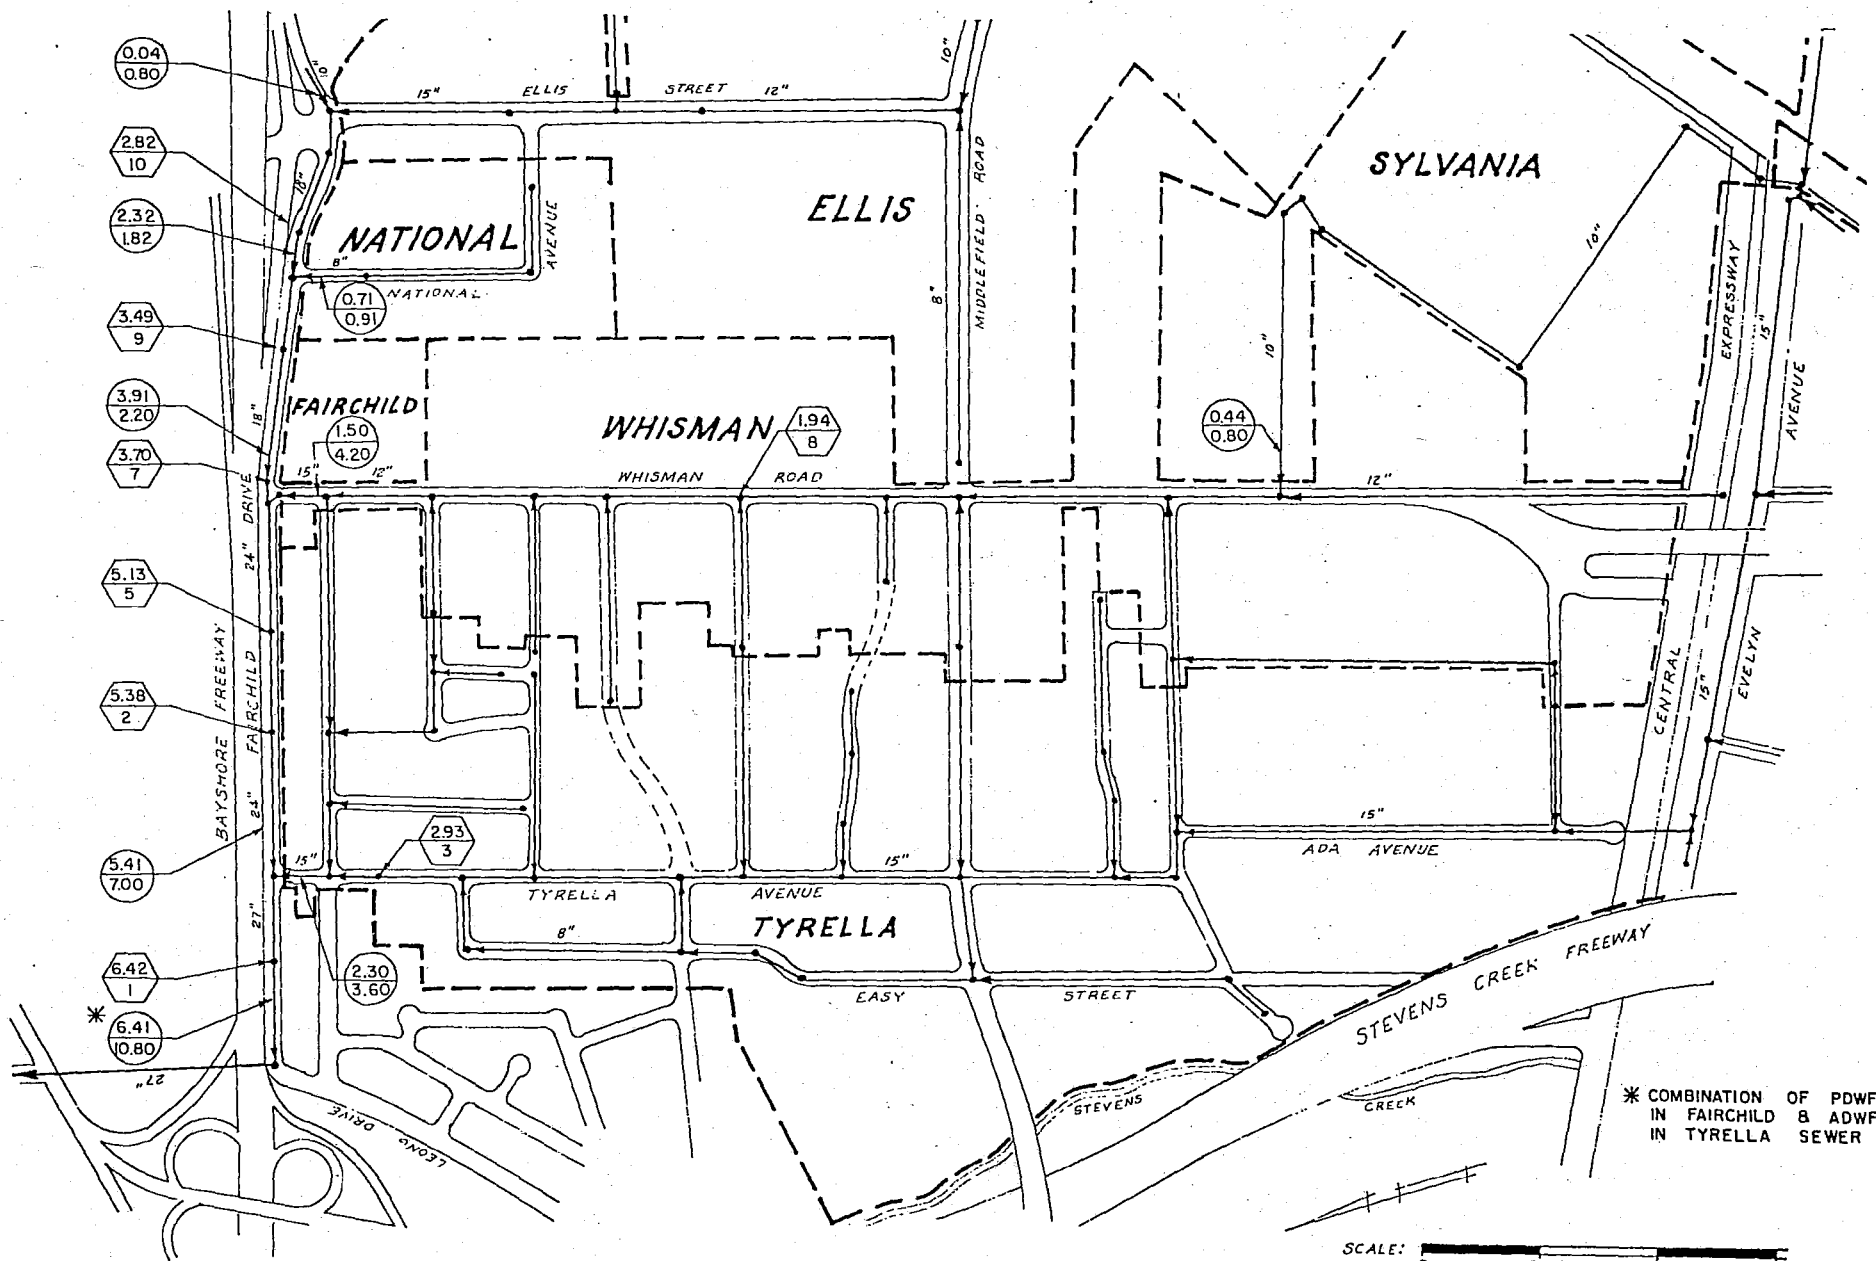 0.04
0.80
10"
15"
ELLIS
STREET
12"
10"
2.82
10
18"
2.32
1.82
NATIONAL
8"
AVENUE
NATIONAL
0.71
0.91
ELLIS
MIDDLEFIELD ROAD
8"
SYLVANIA
10"
10"
EXPRESSWAY
15"
AVENUE
3.49
9
3.91
2.20
18"
FAIRCHILD
1.50
4.20
15"
12"
WHISMAN
1.94
8
0.44
0.80
3.70
7
WHISMAN ROAD
12"
24" DRIVE
5.13
5
BAYSHORE FREEWAY
FAIRCHILD
5.38
2
24"
CENTRAL
15"
EVELYN
5.41
7.00
15"
2.93
3
TYRELLA AVENUE
15"
15"
ADA AVENUE
27"
TYRELLA
8"
6.42
1
2.30
3.60
EASY STREET
*
6.41
10.80
27"
LEONG DRIVE
STEVENS CREEK FREEWAY
STEVENS
CREEK
* COMBINATION OF PDWF
IN FAIRCHILD & ADWF
IN TYRELLA SEWER
SCALE: